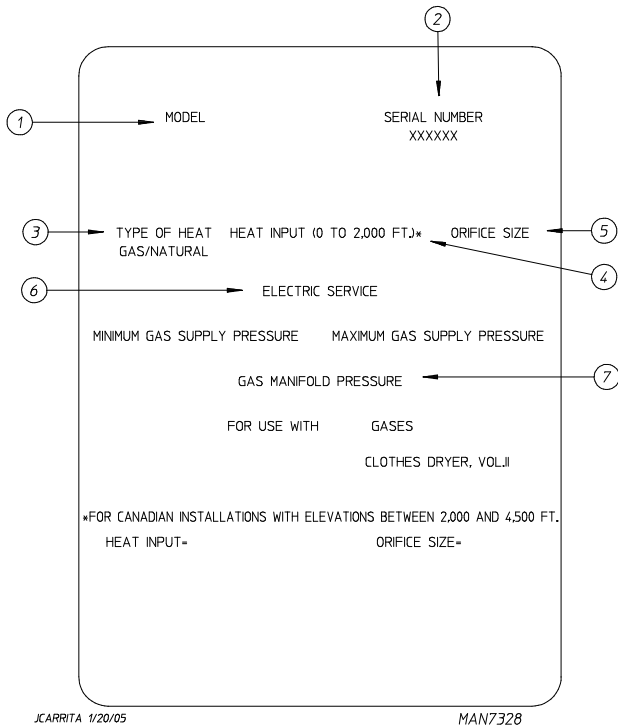 2
1
MODEL SERIAL NUMBER
XXXXXX
3 TYPE OF HEAT HEAT INPUT (0 TO 2,000 FT.)* ORIFICE SIZE 5
GAS/NATURAL
4
6 ELECTRIC SERVICE
MINIMUM GAS SUPPLY PRESSURE MAXIMUM GAS SUPPLY PRESSURE
GAS MANIFOLD PRESSURE 7
FOR USE WITH GASES
CLOTHES DRYER, VOL.II
*FOR CANADIAN INSTALLATIONS WITH ELEVATIONS BETWEEN 2,000 AND 4,500 FT.
HEAT INPUT= ORIFICE SIZE=
JCARRITA 1/20/05 MAN7328